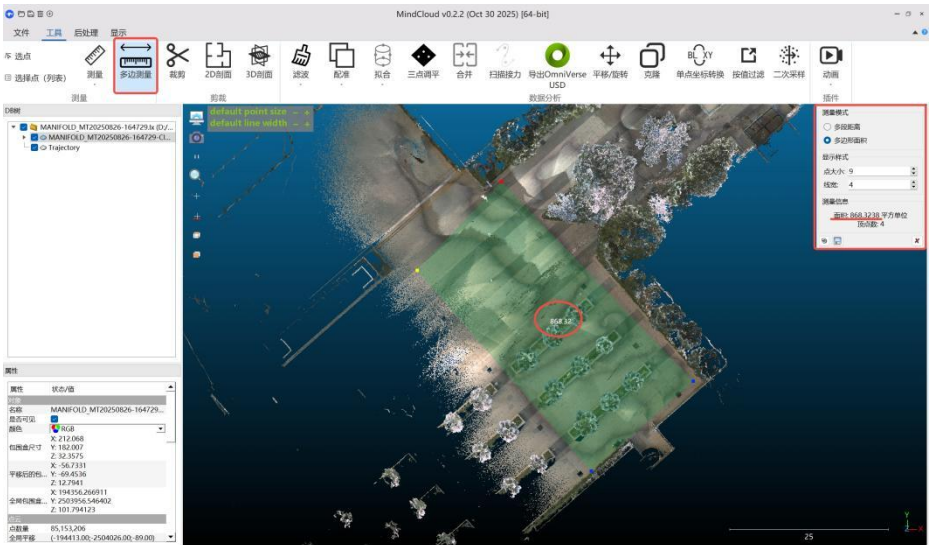 MindCloud v0.2.2 (Oct 30 2025) [64-bit]
文件 工具 后处理 显示
选点
选择点 (列表)
测量 多边测量 裁剪 2D剖面 3D剖面 滤波 配准 拟合 三点调平 合并 扫描接力 导出OmniVerse USD 平移/旋转 克隆 单点坐标转换 按值过滤 二次采样 动画
测量 剪裁 数据分析 插件
DB树
MANIFOLD_MT20250826-164729.lx (D:/...
MANIFOLD_MT20250826-164729-Cl...
Trajectory
default point size − +
default line width − +
868.32
25
Y
X
测量模式
多段距离
多边形面积
显示样式
点大小: 9
线宽: 4
测量信息
面积: 868.3238 平方单位
顶点数: 4
属性
属性 状态/值
名称 MANIFOLD_MT20250826-164729...
是否可见
颜色 RGB
包围盒尺寸 X: 212.068
Y: 182.007
Z: 32.3575
平移后的包... X: -56.7331
Y: -69.4536
Z: 12.7941
全局包围盒... X: 194356.266911
Y: 2503956.546402
Z: 101.794123
点云
点数量 85,153,206
全局平移 (-194413.00;-2504026.00;-89.00)